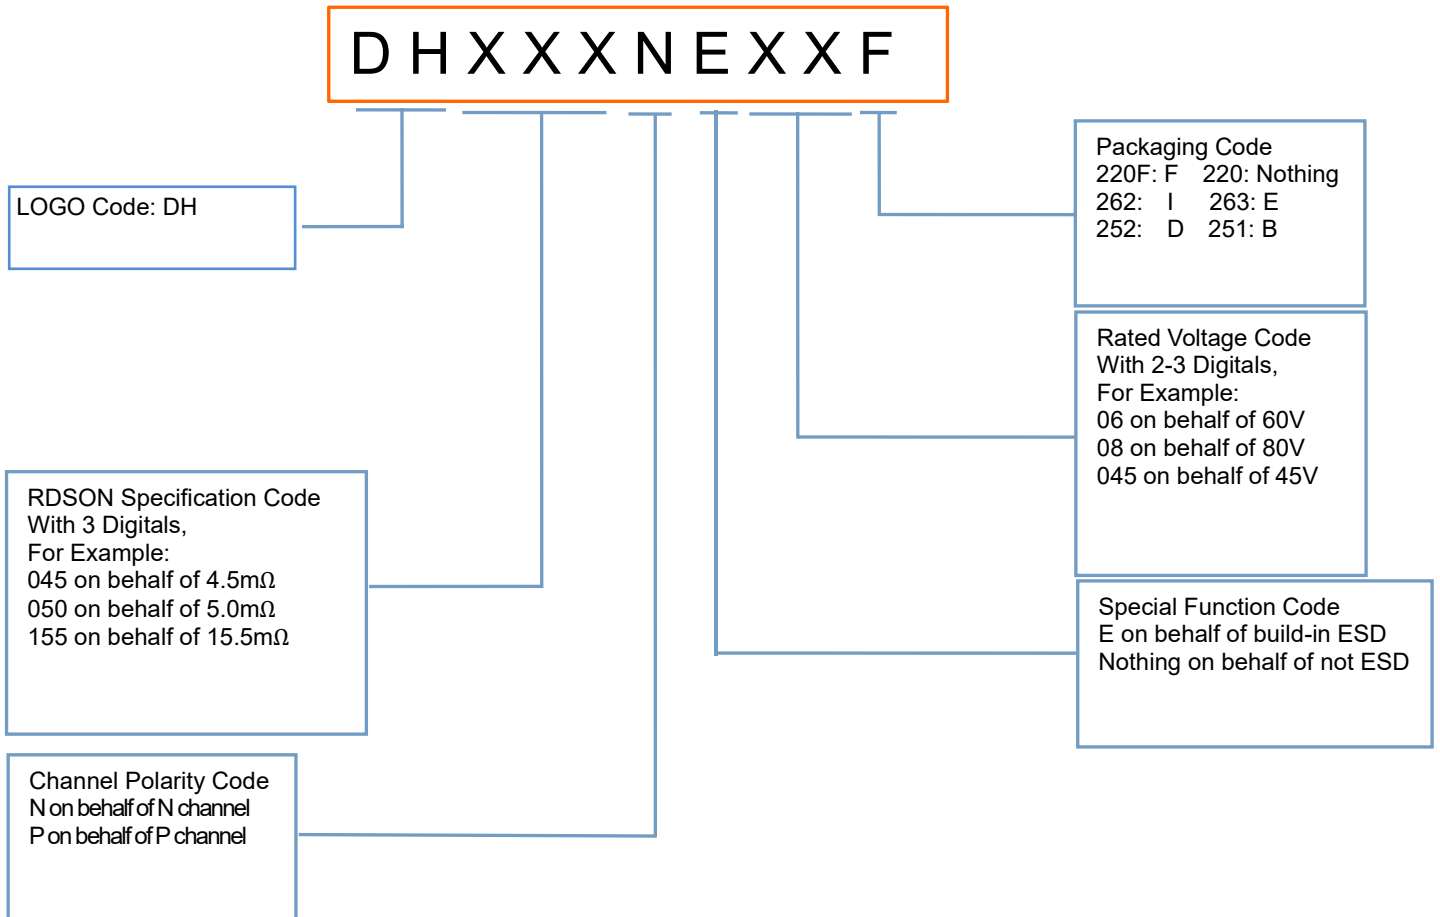 D H X X X N E X X F
LOGO Code: DH
Packaging Code
220F: F 220: Nothing
262: I 263: E
252: D 251: B
Rated Voltage Code
With 2-3 Digitals,
For Example:
06 on behalf of 60V
08 on behalf of 80V
045 on behalf of 45V
RDSON Specification Code
With 3 Digitals,
For Example:
045 on behalf of 4.5mΩ
050 on behalf of 5.0mΩ
155 on behalf of 15.5mΩ
Special Function Code
E on behalf of build-in ESD
Nothing on behalf of not ESD
Channel Polarity Code
N on behalf of N channel
P on behalf of P channel